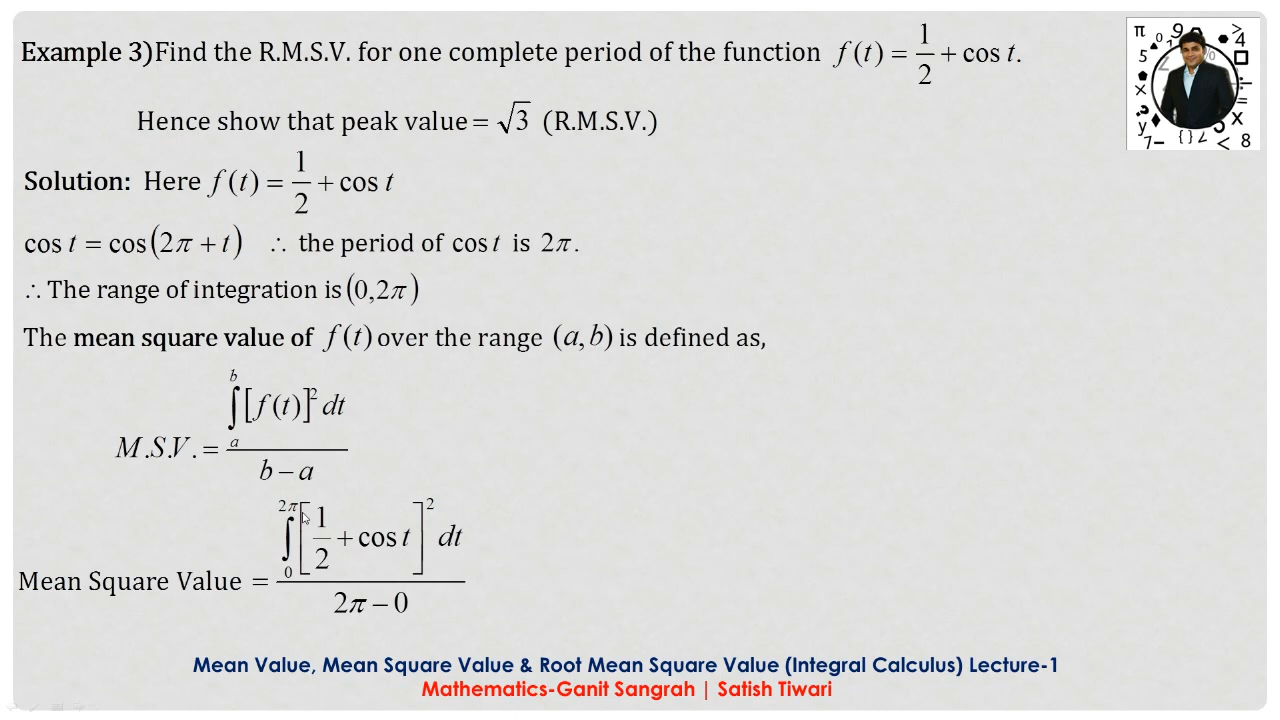 Example 3)Find the R.M.S.V. for one complete period of the function f(t) = 1/2 + cos t.
Hence show that peak value = √3 (R.M.S.V.)
Solution: Here f(t) = 1/2 + cos t
cos t = cos(2π + t) ∴ the period of cos t is 2π.
∴ The range of integration is (0,2π)
The mean square value of f(t) over the range (a,b) is defined as,
M.S.V. = ∫_a^b [f(t)]² dt / (b − a)
Mean Square Value = ∫_0^{2π} [1/2 + cos t]² dt / (2π − 0)
Mean Value, Mean Square Value & Root Mean Square Value (Integral Calculus) Lecture-1
Mathematics-Ganit Sangrah | Satish Tiwari